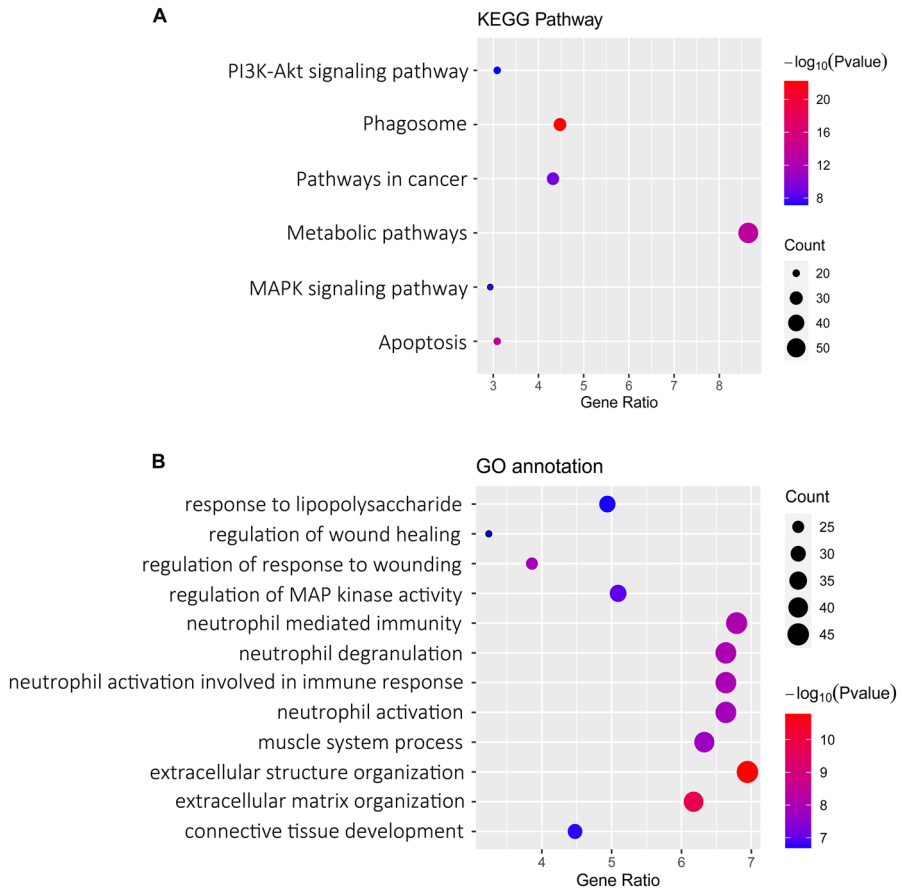 A
KEGG Pathway
PI3K-Akt signaling pathway
Phagosome
Pathways in cancer
Metabolic pathways
MAPK signaling pathway
Apoptosis
3 4 5 6 7 8
Gene Ratio
−log10(Pvalue)
20
16
12
8
Count
20
30
40
50
B
GO annotation
response to lipopolysaccharide
regulation of wound healing
regulation of response to wounding
regulation of MAP kinase activity
neutrophil mediated immunity
neutrophil degranulation
neutrophil activation involved in immune response
neutrophil activation
muscle system process
extracellular structure organization
extracellular matrix organization
connective tissue development
4 5 6 7
Gene Ratio
Count
25
30
35
40
45
−log10(Pvalue)
10
9
8
7